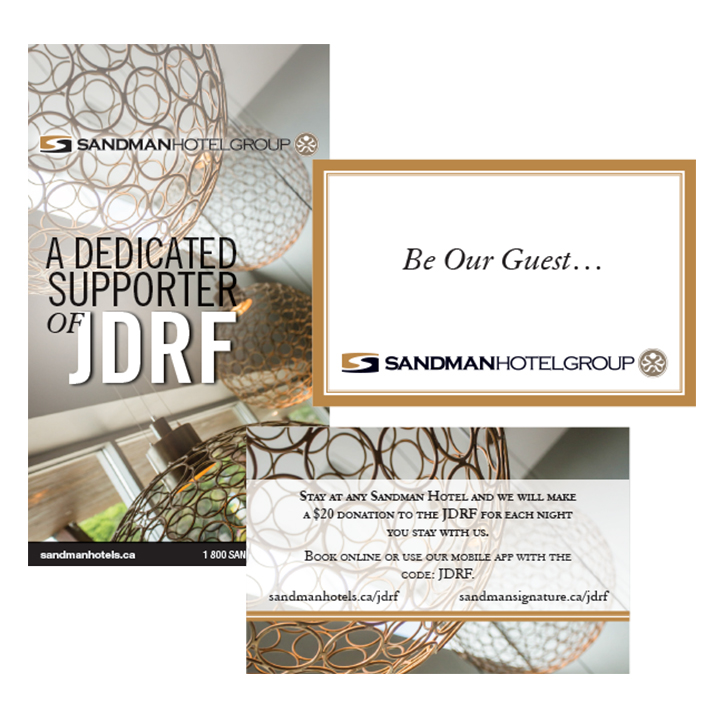 SANDMANHOTELGROUP
A DEDICATED
SUPPORTER
OF JDRF
sandmanhotels.ca 1 800 SAN
Be Our Guest...
SANDMANHOTELGROUP
Stay at any Sandman Hotel and we will make
a $20 donation to the JDRF for each night
you stay with us.
Book online or use our mobile app with the
code: JDRF.
sandmanhotels.ca/jdrf sandmansignature.ca/jdrf